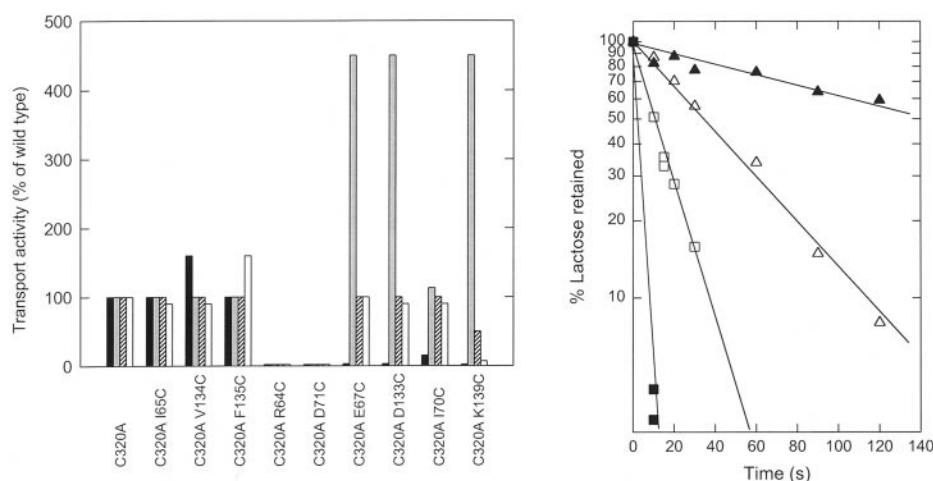 Transport activity (% of wild type)
500
400
300
200
100
0
C320A
C320A I65C
C320A V134C
C320A F135C
C320A R64C
C320A D71C
C320A E67C
C320A D133C
C320A I70C
C320A K139C
% Lactose retained
100
90
80
70
60
50
40
30
20
10
0
20
40
60
80
100
120
140
Time (s)